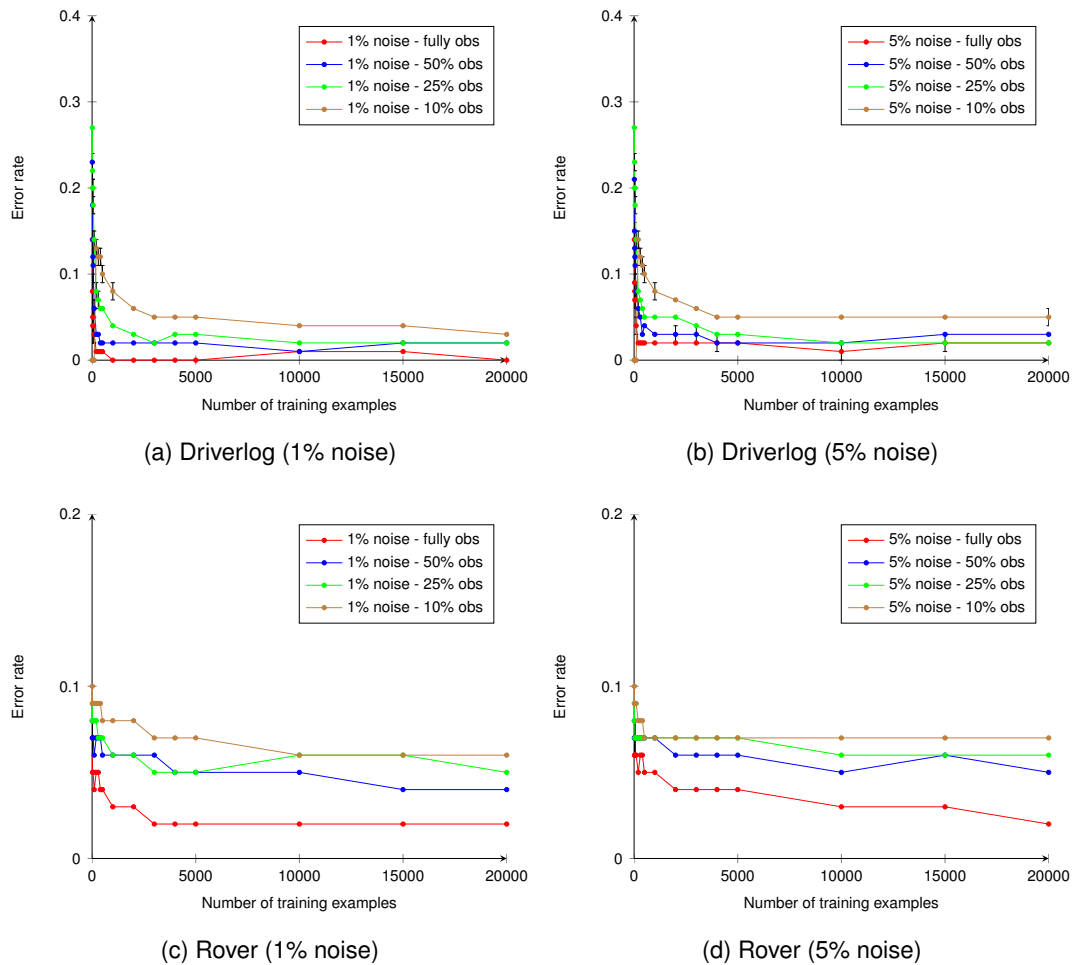 0.4
0.3
0.2
0.1
0
Error rate
0 5000 10000 15000 20000
Number of training examples
1% noise - fully obs
1% noise - 50% obs
1% noise - 25% obs
1% noise - 10% obs
(a) Driverlog (1% noise)
0.4
0.3
0.2
0.1
0
Error rate
0 5000 10000 15000 20000
Number of training examples
5% noise - fully obs
5% noise - 50% obs
5% noise - 25% obs
5% noise - 10% obs
(b) Driverlog (5% noise)
0.2
0.1
0
Error rate
0 5000 10000 15000 20000
Number of training examples
1% noise - fully obs
1% noise - 50% obs
1% noise - 25% obs
1% noise - 10% obs
(c) Rover (1% noise)
0.2
0.1
0
Error rate
0 5000 10000 15000 20000
Number of training examples
5% noise - fully obs
5% noise - 50% obs
5% noise - 25% obs
5% noise - 10% obs
(d) Rover (5% noise)